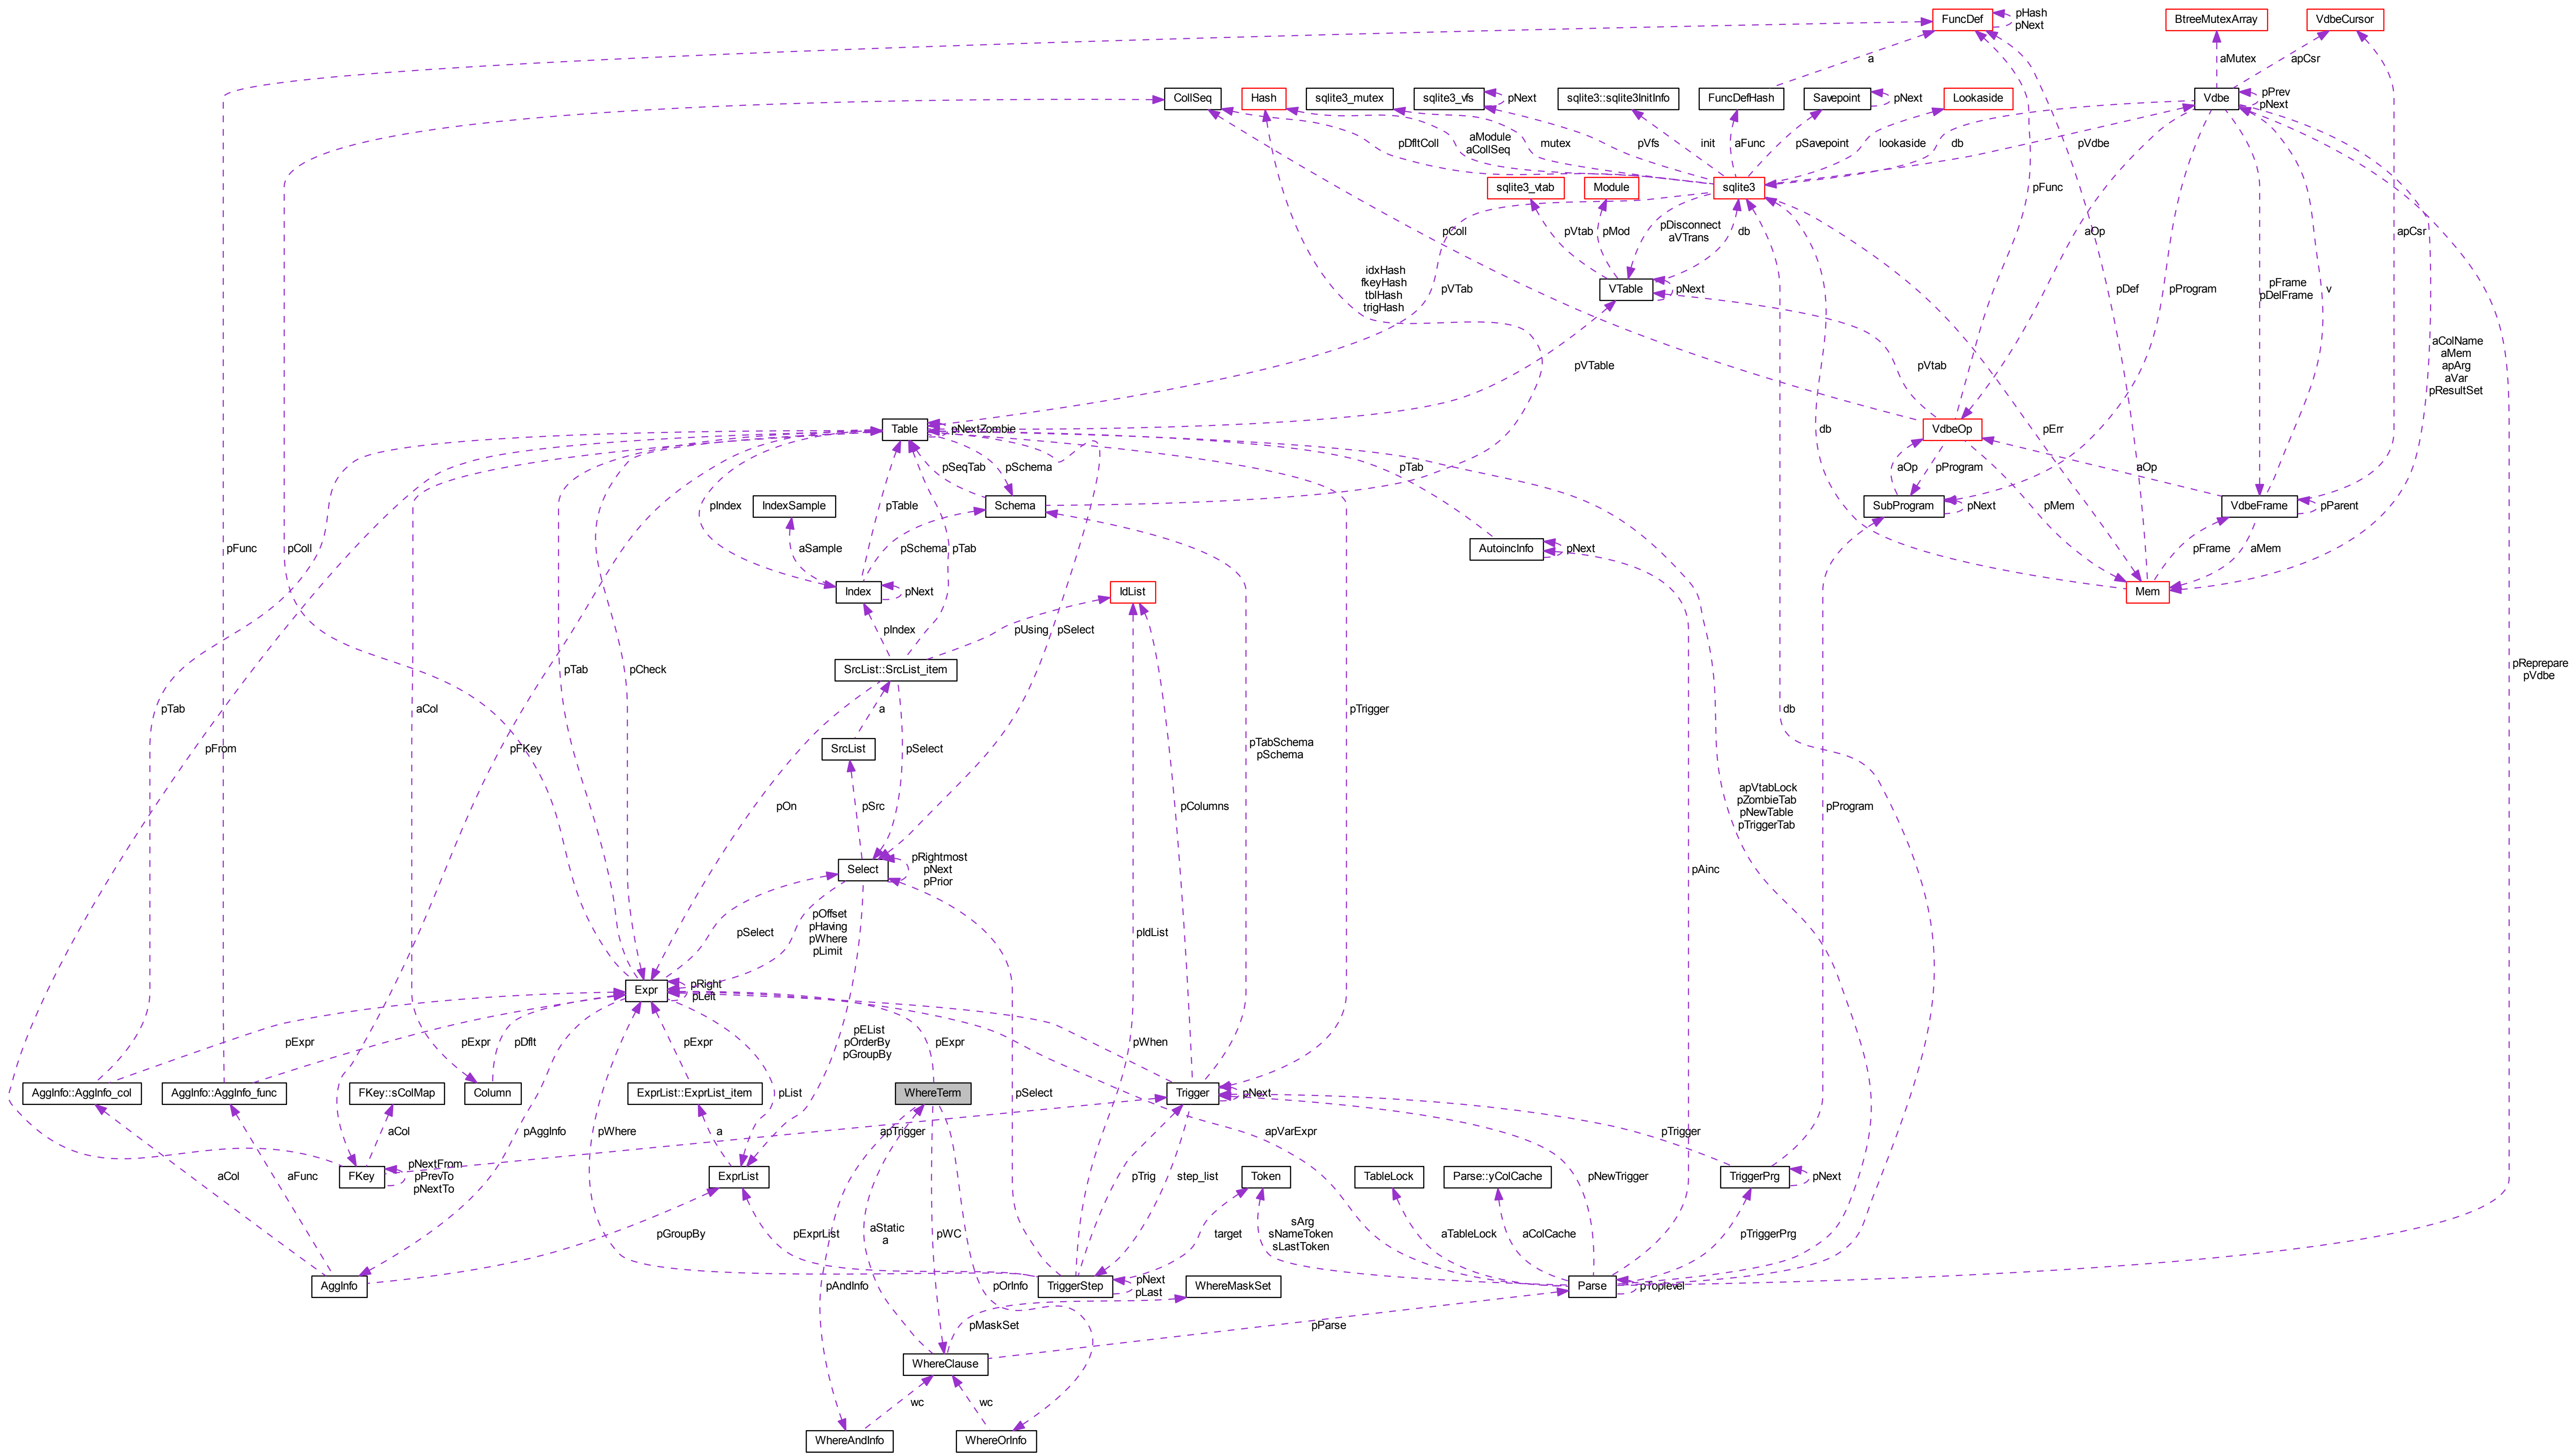 FuncDef
pHash
pNext
BtreeMutexArray
VdbeCursor
a
aMutex
apCsr
CollSeq
Hash
sqlite3_mutex
sqlite3_vfs
pNext
sqlite3::sqlite3InitInfo
FuncDefHash
Savepoint
pNext
Lookaside
Vdbe
pPrev
pNext
pDfltColl
aModule
aCollSeq
mutex
pVfs
init
aFunc
pSavepoint
lookaside
db
pVdbe
sqlite3_vtab
Module
sqlite3
pFunc
pColl
pVtab
pMod
pDisconnect
aVTrans
db
aOp
apCsr
idxHash
fkeyHash
tblHash
trigHash
pVTab
VTable
pNext
pDef
pProgram
pFrame
pDelFrame
v
pVTable
pVtab
aColName
aMem
apArg
aVar
pResultSet
Table
pNextZombie
db
VdbeOp
pErr
pSeqTab
pSchema
pTab
aOp
pProgram
aOp
pIndex
IndexSample
pTable
Schema
SubProgram
pNext
pMem
VdbeFrame
pParent
aSample
pSchema
pTab
AutoincInfo
pNext
pFrame
aMem
pFunc
pColl
Index
pNext
IdList
Mem
pIndex
pUsing
pSelect
pTab
pCheck
SrcList::SrcList_item
pReprepare
pVdbe
pTab
aCol
a
pTrigger
db
pFrom
pFKey
SrcList
pSelect
pTabSchema
pSchema
pOn
pSrc
pColumns
apVtabLock
pZombieTab
pNewTable
pTriggerTab
pProgram
Select
pRightmost
pNext
pPrior
pAinc
pSelect
pOffset
pHaving
pWhere
pLimit
pIdList
Expr
pRight
pLeft
pExpr
pExpr
pDflt
pExpr
pEList
pOrderBy
pGroupBy
pExpr
pWhen
AggInfo::AggInfo_col
AggInfo::AggInfo_func
FKey::sColMap
Column
ExprList::ExprList_item
pList
WhereTerm
pSelect
Trigger
pNext
aCol
pAggInfo
pWhere
a
apTrigger
apVarExpr
pTrigger
FKey
pNextFrom
pPrevTo
pNextTo
ExprList
pTrig
step_list
Token
TableLock
Parse::yColCache
pNewTrigger
TriggerPrg
pNext
aCol
aFunc
pGroupBy
pExprList
aStatic
a
pWC
target
sArg
sNameToken
sLastToken
aTableLock
aColCache
pTriggerPrg
AggInfo
pAndInfo
pOrInfo
TriggerStep
pNext
pLast
WhereMaskSet
Parse
pToplevel
pMaskSet
pParse
WhereClause
wc
wc
WhereAndInfo
WhereOrInfo